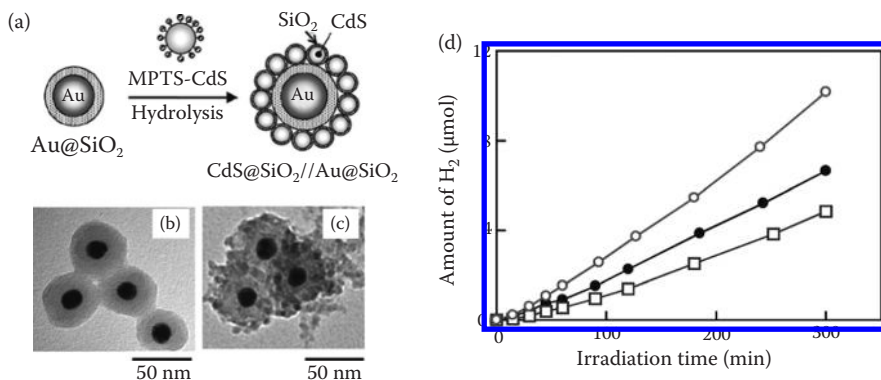 (a)
SiO₂ CdS
MPTS-CdS
Au
Hydrolysis
Au
Au@SiO₂
CdS@SiO₂//Au@SiO₂
(b)
(c)
50 nm
50 nm
(d)
12
8
4
0
Amount of H₂ (μmol)
0 100 200 300
Irradiation time (min)